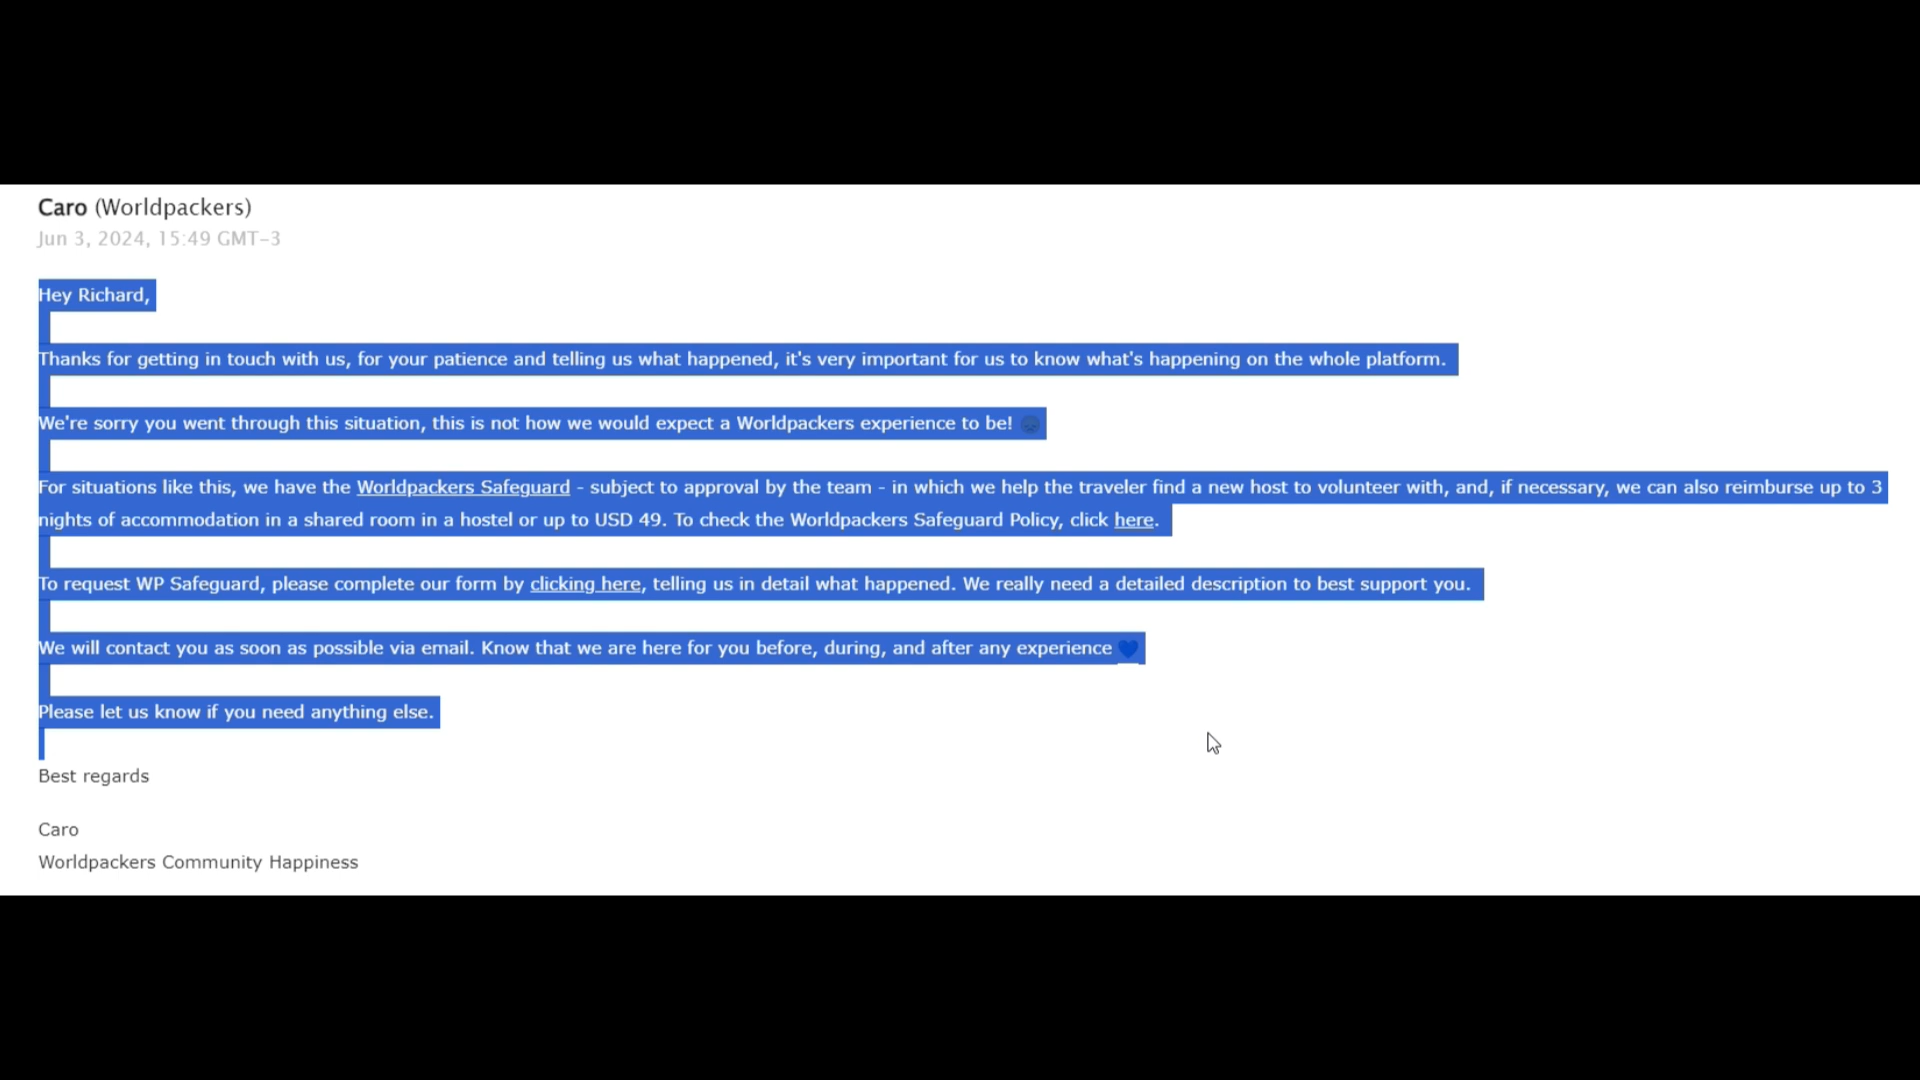 Caro (Worldpackers)
Jun 3, 2024, 15:49 GMT-3
Hey Richard,
Thanks for getting in touch with us, for your patience and telling us what happened, it's very important for us to know what's happening on the whole platform.
We're sorry you went through this situation, this is not how we would expect a Worldpackers experience to be! 😞
For situations like this, we have the Worldpackers Safeguard - subject to approval by the team - in which we help the traveler find a new host to volunteer with, and, if necessary, we can also reimburse up to 3
nights of accommodation in a shared room in a hostel or up to USD 49. To check the Worldpackers Safeguard Policy, click here.
To request WP Safeguard, please complete our form by clicking here, telling us in detail what happened. We really need a detailed description to best support you.
We will contact you as soon as possible via email. Know that we are here for you before, during, and after any experience 💙
Please let us know if you need anything else.
Best regards
Caro
Worldpackers Community Happiness